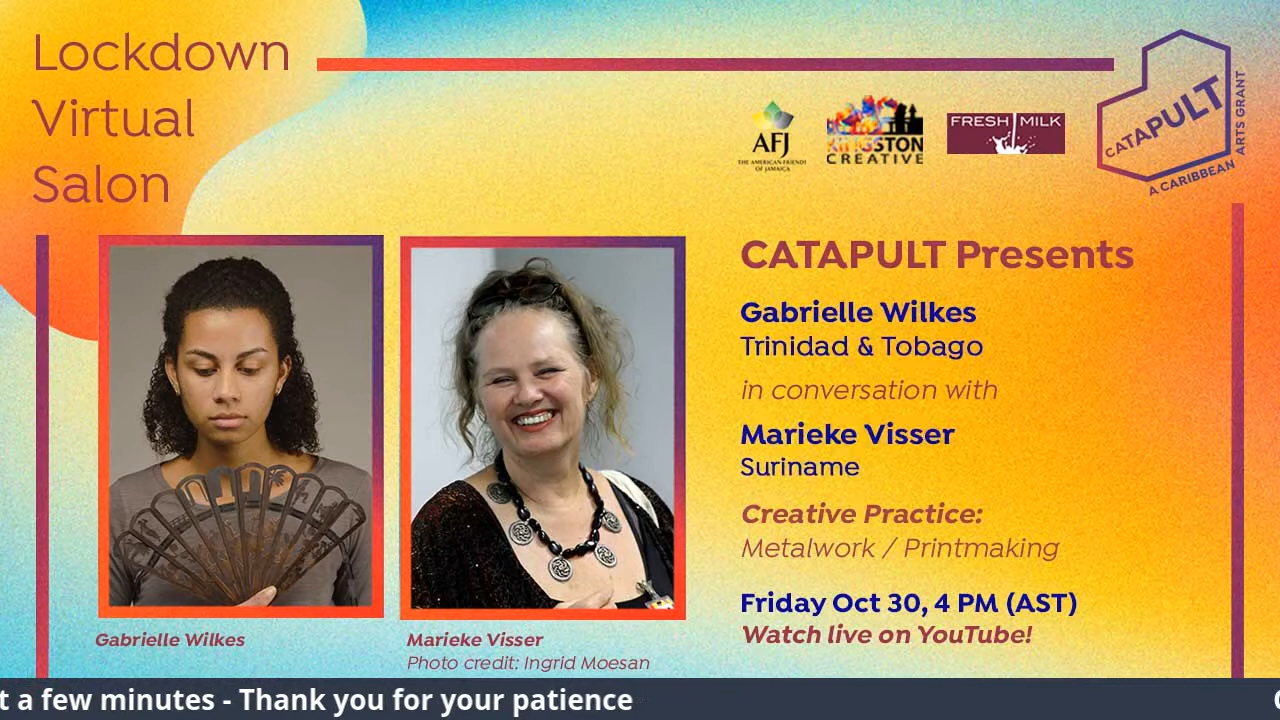 Lockdown
Virtual
Salon
AFJ
THE AMERICAN FRIENDS
OF JAMAICA
KINGSTON
CREATIVE
FRESH MILK
CATAPULT
A CARIBBEAN
ARTS GRANT
CATAPULT Presents
Gabrielle Wilkes
Trinidad & Tobago
in conversation with
Marieke Visser
Suriname
Creative Practice:
Metalwork / Printmaking
Friday Oct 30, 4 PM (AST)
Watch live on YouTube!
Gabrielle Wilkes
Marieke Visser
Photo credit: Ingrid Moesan
t a few minutes - Thank you for your patience